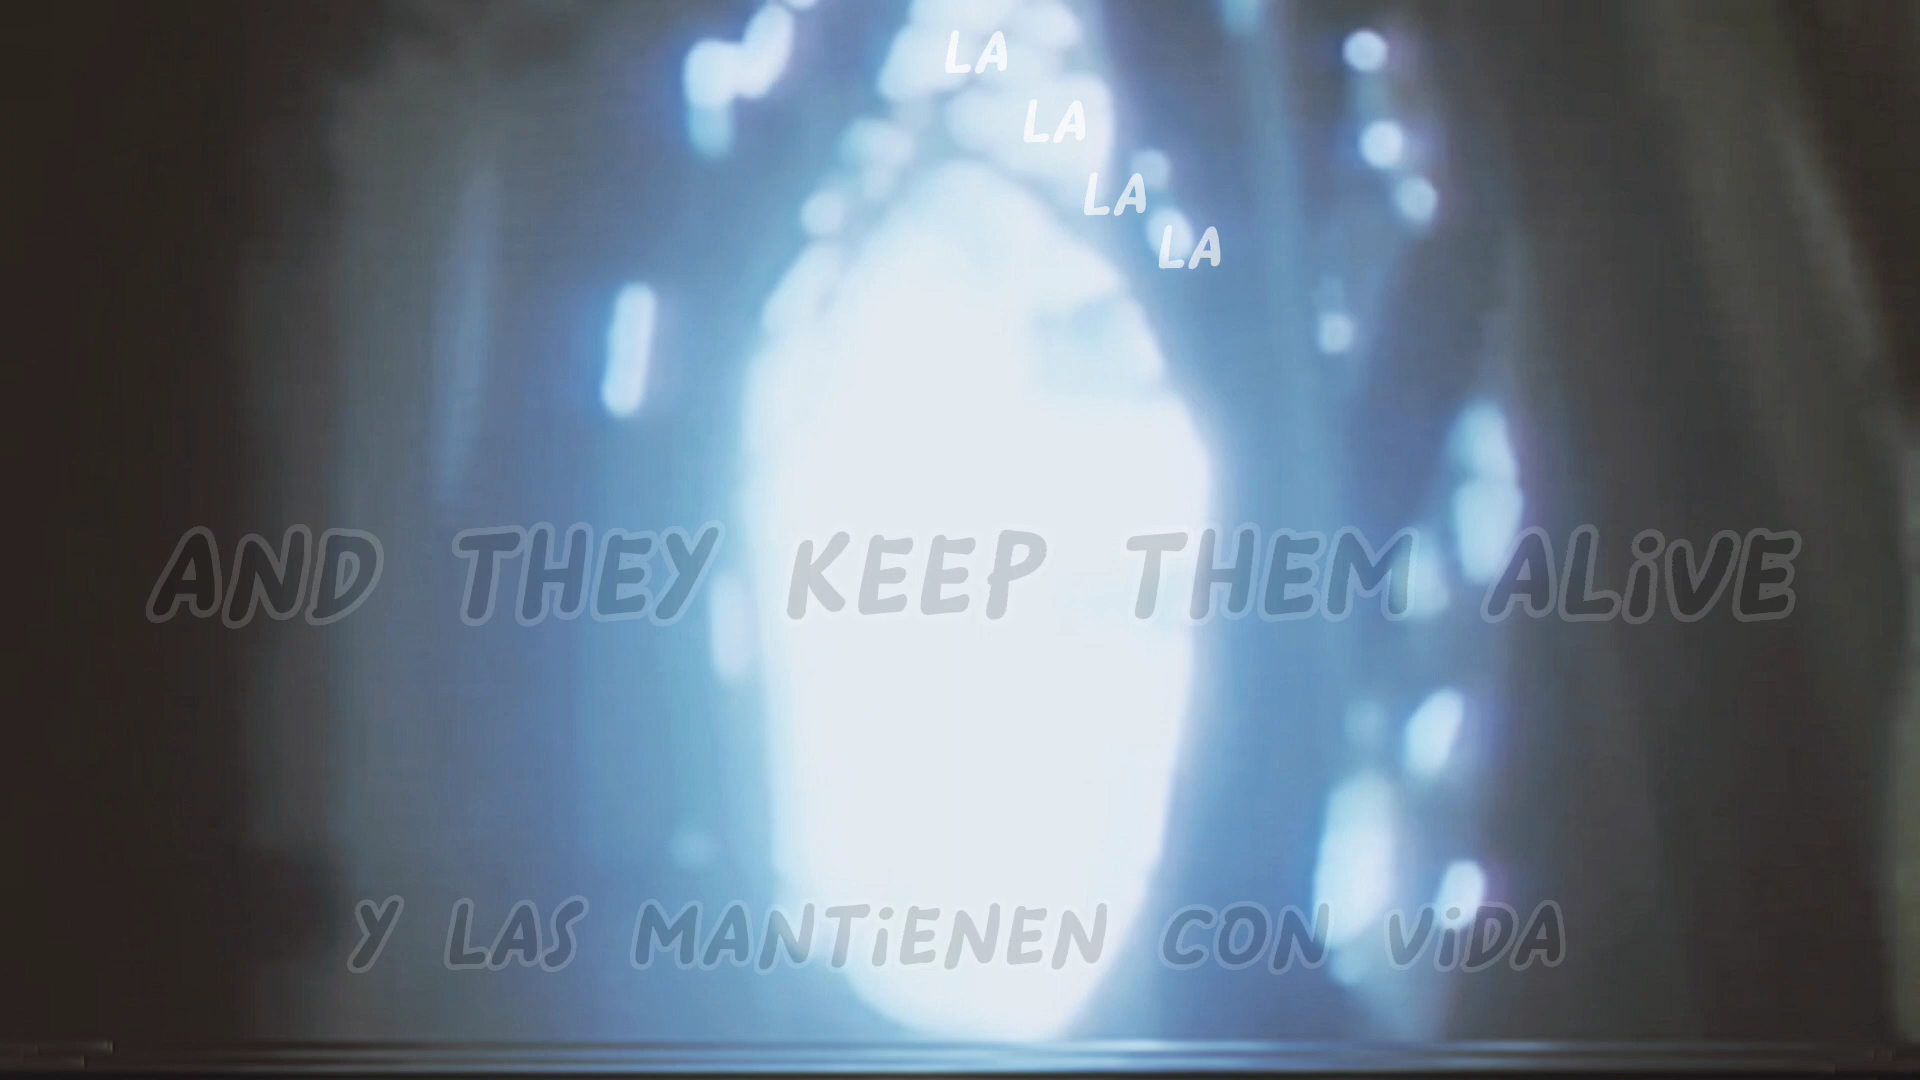 LA
LA
LA
LA
AND THEY KEEP THEM ALiVE
Y LAS MANTiENEN CON ViDA